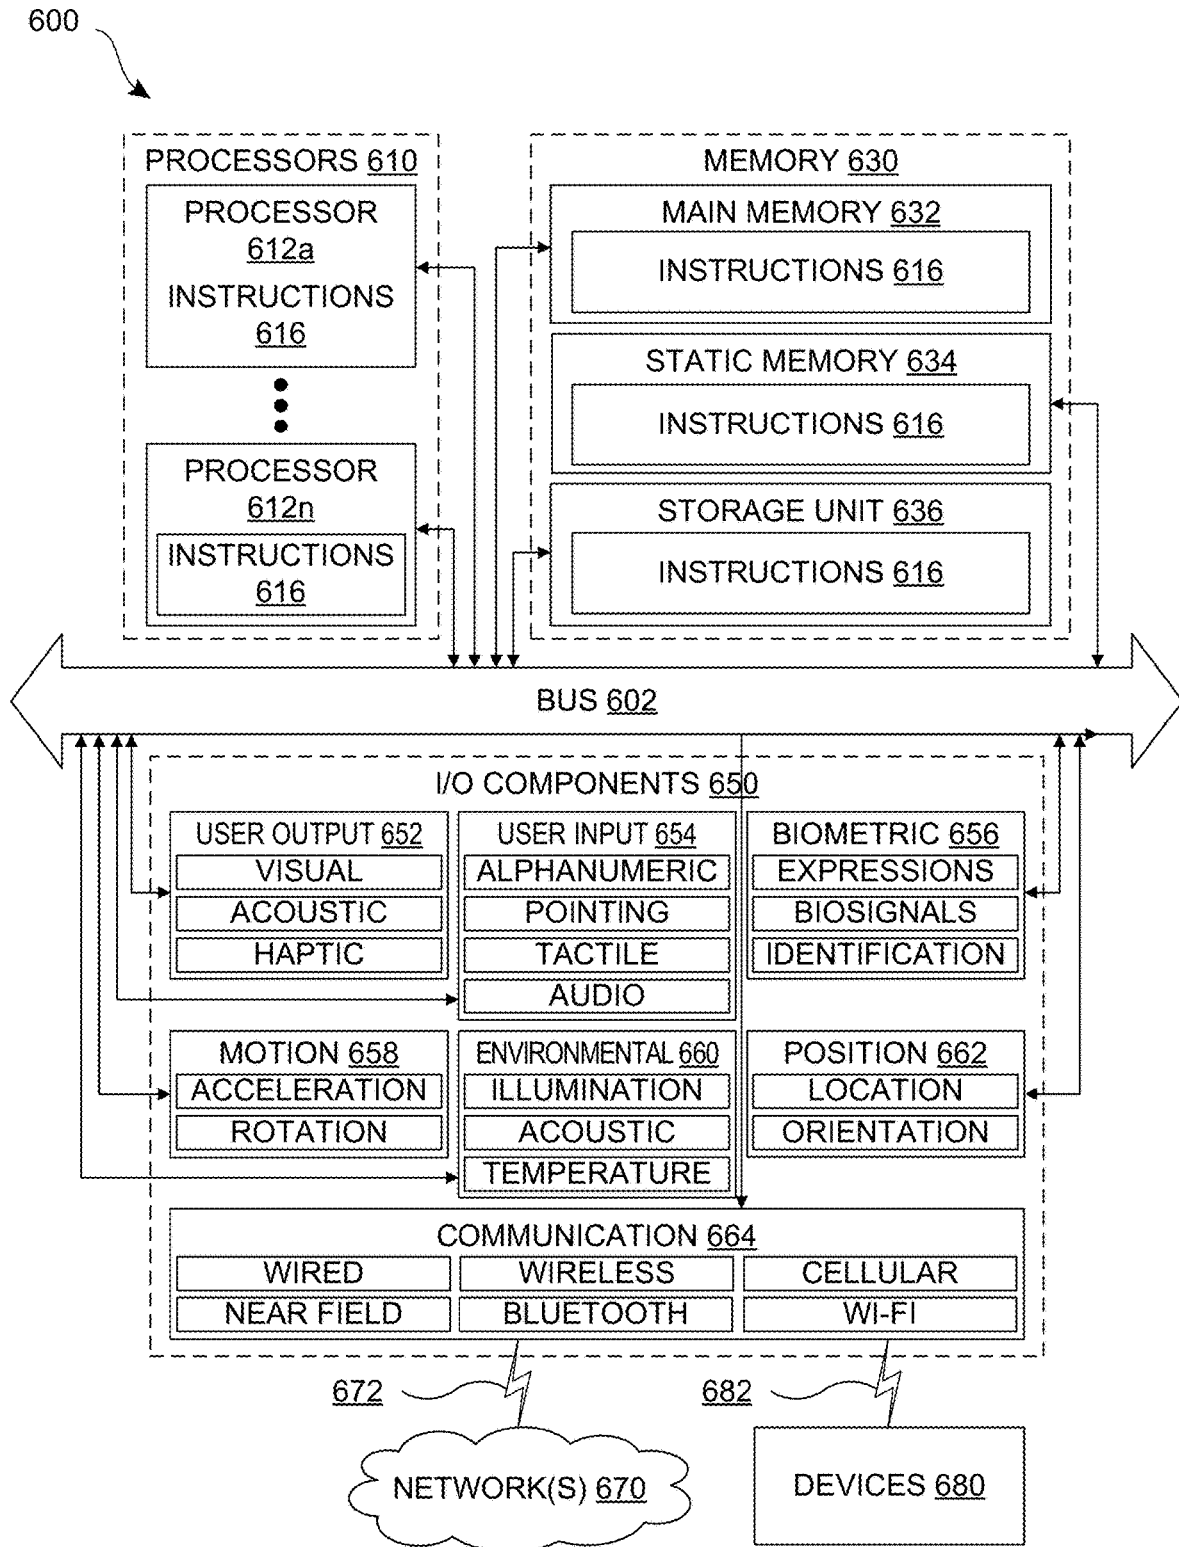 600
PROCESSORS 610
PROCESSOR
612a
INSTRUCTIONS
616
PROCESSOR
612n
INSTRUCTIONS
616
MEMORY 630
MAIN MEMORY 632
INSTRUCTIONS 616
STATIC MEMORY 634
INSTRUCTIONS 616
STORAGE UNIT 636
INSTRUCTIONS 616
BUS 602
I/O COMPONENTS 650
USER OUTPUT 652
VISUAL
ACOUSTIC
HAPTIC
USER INPUT 654
ALPHANUMERIC
POINTING
TACTILE
AUDIO
BIOMETRIC 656
EXPRESSIONS
BIOSIGNALS
IDENTIFICATION
MOTION 658
ACCELERATION
ROTATION
ENVIRONMENTAL 660
ILLUMINATION
ACOUSTIC
TEMPERATURE
POSITION 662
LOCATION
ORIENTATION
COMMUNICATION 664
WIRED
WIRELESS
CELLULAR
NEAR FIELD
BLUETOOTH
WI-FI
672
682
NETWORK(S) 670
DEVICES 680